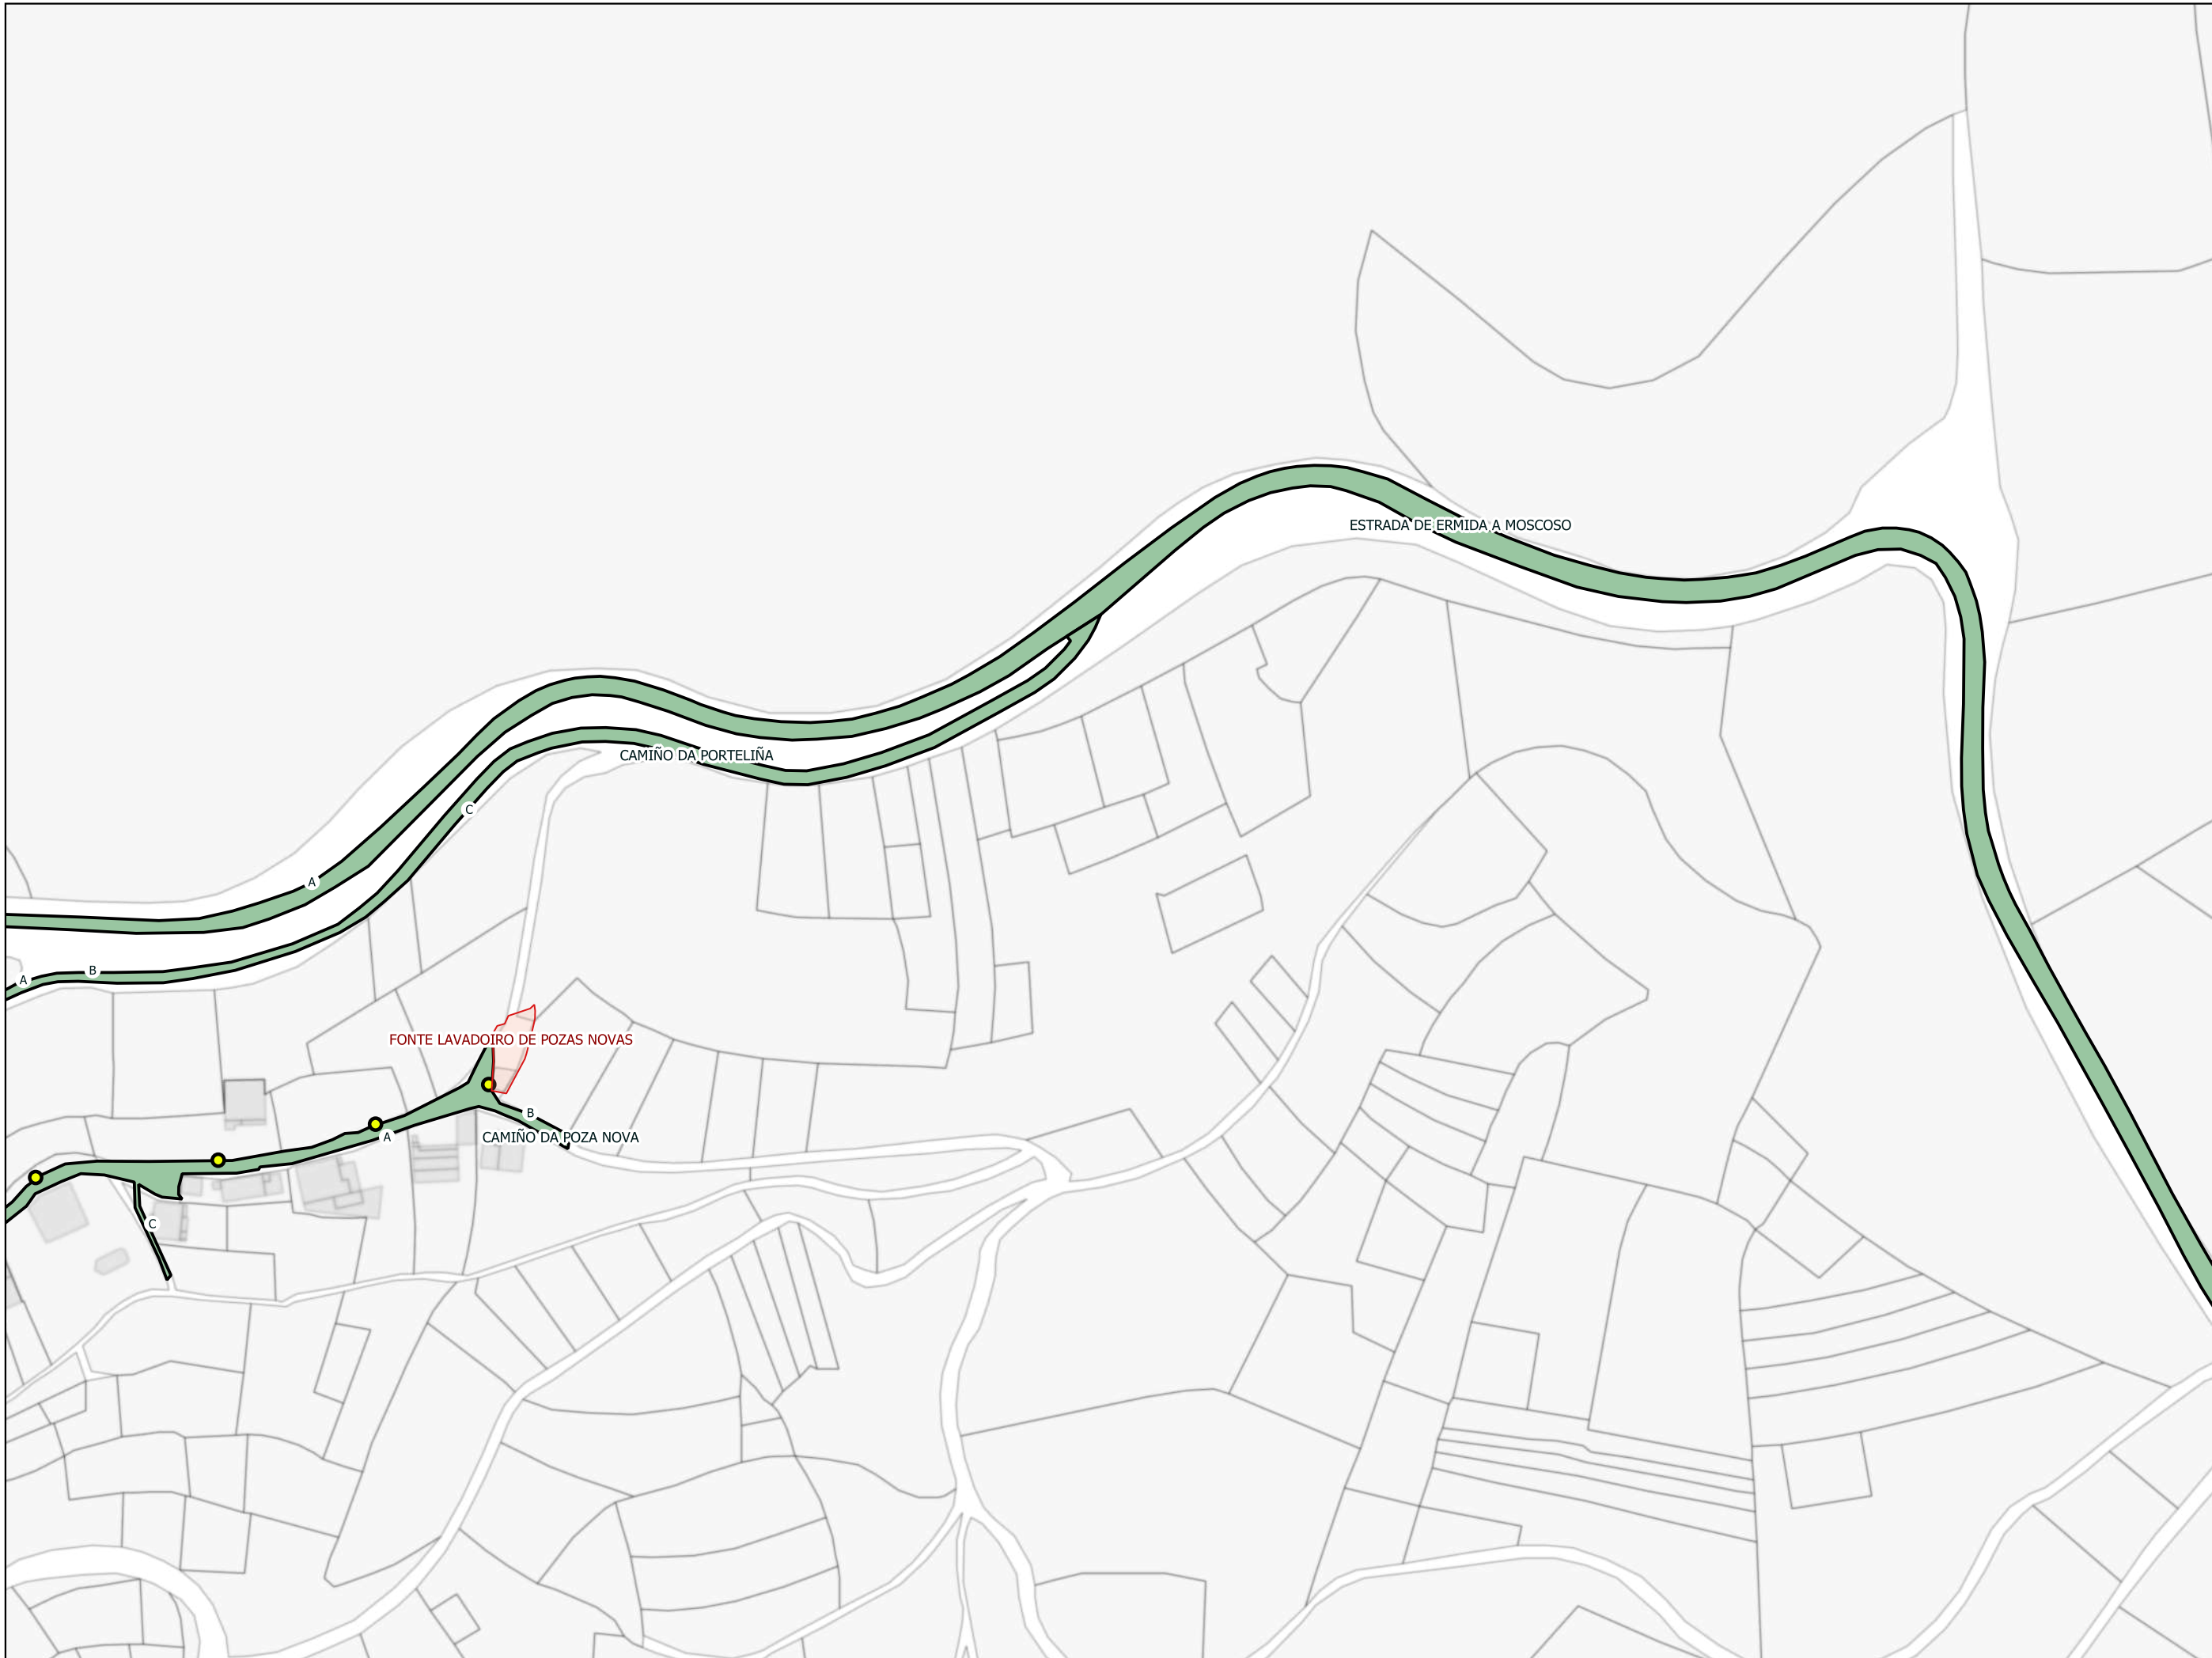 ESTRADA DE ERMIDA A MOSCOSO
CAMIÑO DA PORTELIÑA
C
A
B
A
FONTE LAVADOIRO DE POZAS NOVAS
B
A
CAMIÑO DA POZA NOVA
C